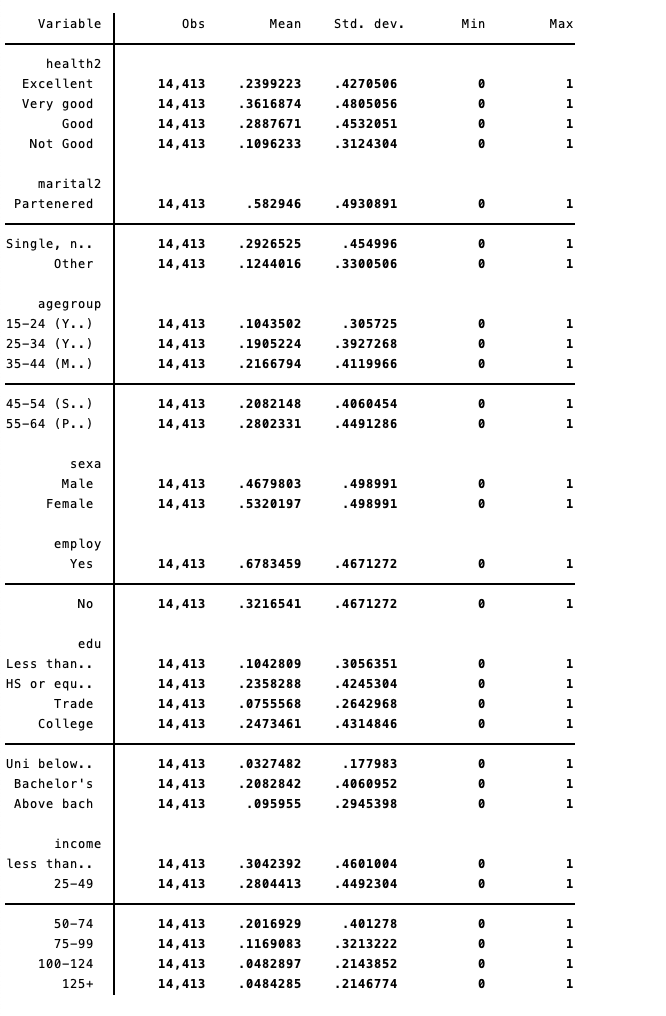 Variable Obs Mean Std. dev. Min Max
health2
Excellent 14,413 .2399223 .4270506 0 1
Very good 14,413 .3616874 .4805056 0 1
Good 14,413 .2887671 .4532051 0 1
Not Good 14,413 .1096233 .3124304 0 1
marital2
Partenered 14,413 .582946 .4930891 0 1
Single, n.. 14,413 .2926525 .454996 0 1
Other 14,413 .1244016 .3300506 0 1
agegroup
15-24 (Y..) 14,413 .1043502 .305725 0 1
25-34 (Y..) 14,413 .1905224 .3927268 0 1
35-44 (M..) 14,413 .2166794 .4119966 0 1
45-54 (S..) 14,413 .2082148 .4060454 0 1
55-64 (P..) 14,413 .2802331 .4491286 0 1
sexa
Male 14,413 .4679803 .498991 0 1
Female 14,413 .5320197 .498991 0 1
employ
Yes 14,413 .6783459 .4671272 0 1
No 14,413 .3216541 .4671272 0 1
edu
Less than.. 14,413 .1042809 .3056351 0 1
HS or equ.. 14,413 .2358288 .4245304 0 1
Trade 14,413 .0755568 .2642968 0 1
College 14,413 .2473461 .4314846 0 1
Uni below.. 14,413 .0327482 .177983 0 1
Bachelor's 14,413 .2082842 .4060952 0 1
Above bach 14,413 .095955 .2945398 0 1
income
less than.. 14,413 .3042392 .4601004 0 1
25-49 14,413 .2804413 .4492304 0 1
50-74 14,413 .2016929 .401278 0 1
75-99 14,413 .1169083 .3213222 0 1
100-124 14,413 .0482897 .2143852 0 1
125+ 14,413 .0484285 .2146774 0 1